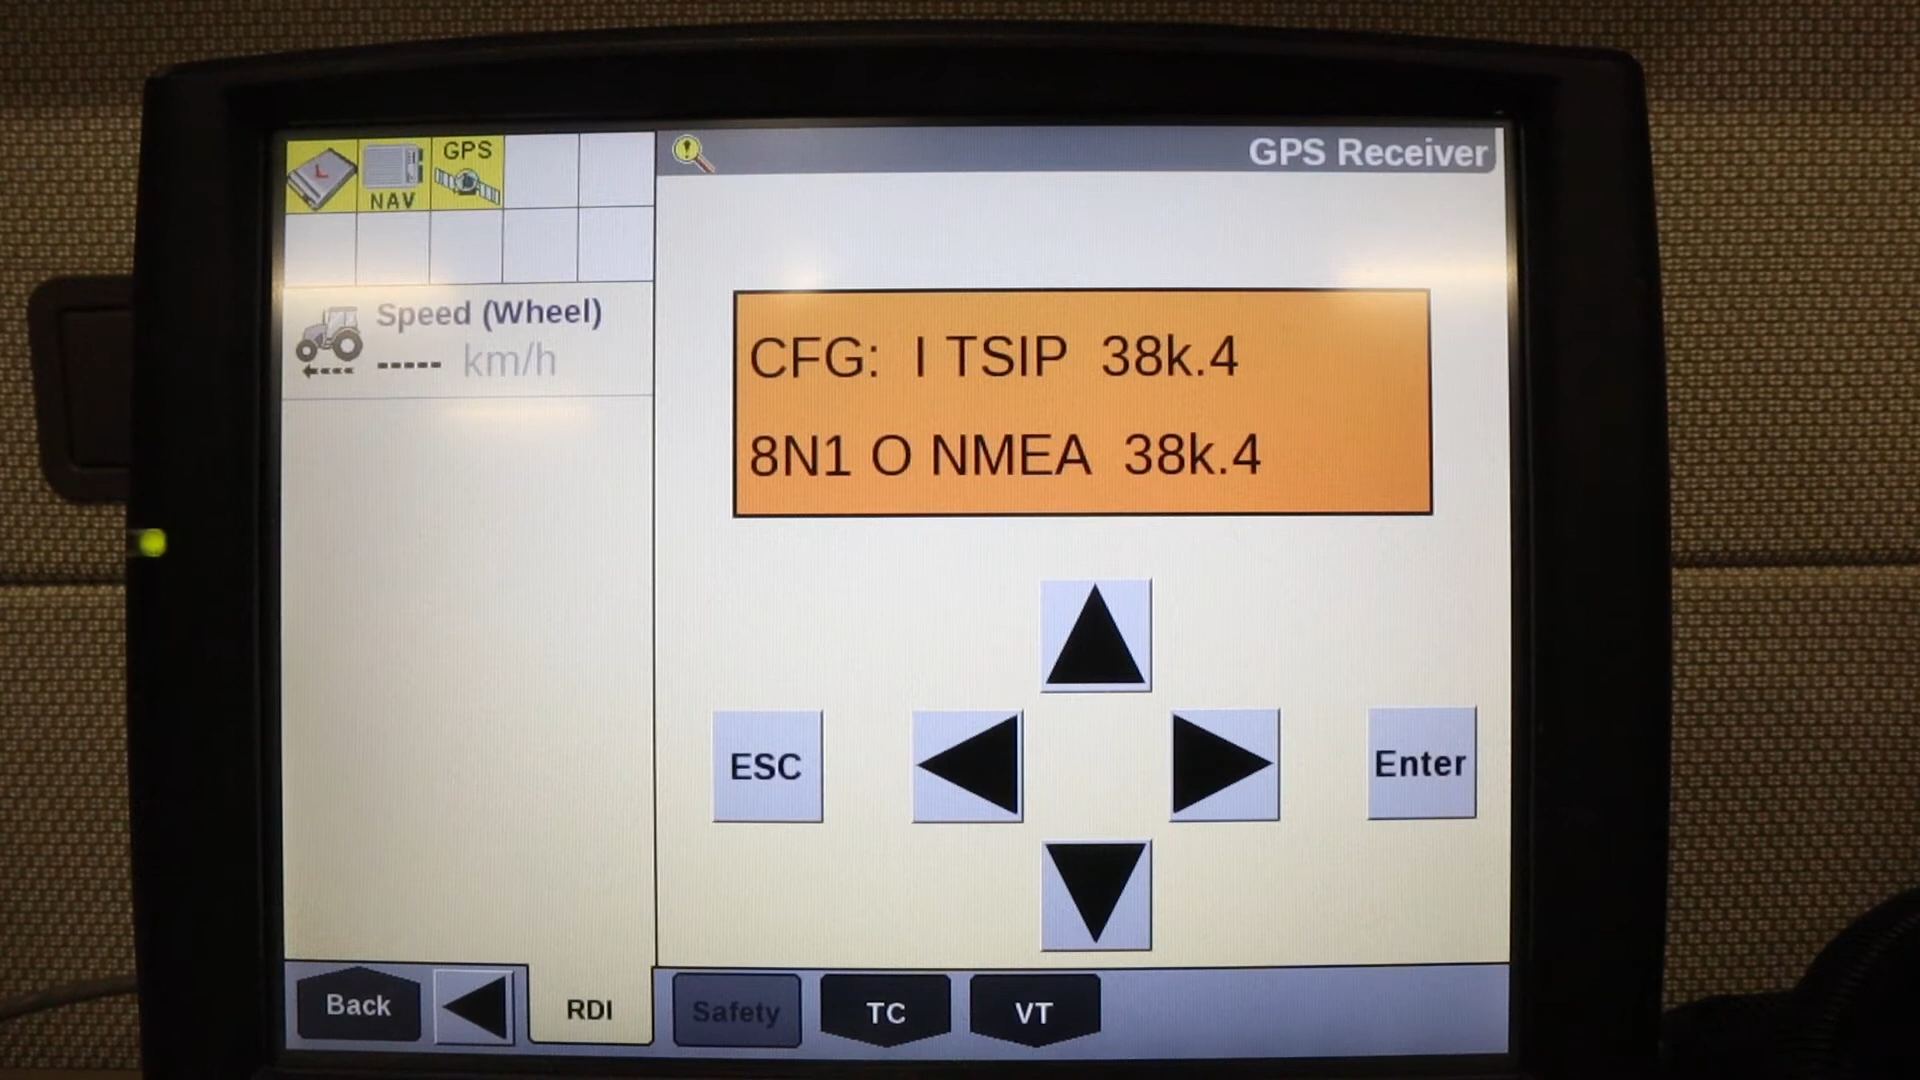 L
NAV
GPS
GPS Receiver
Speed (Wheel)
----- km/h
CFG: I TSIP 38k.4
8N1 O NMEA 38k.4
ESC
Enter
Back
RDI
Safety
TC
VT